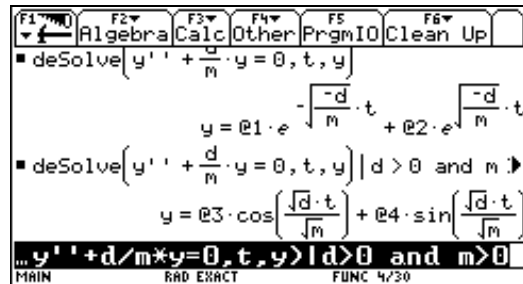 F1 F2 F3 F4 F5 F6
Algebra Calc Other PrgmIO Clean Up
▪ deSolve(y'' + d/m · y = 0, t, y)
y = @1 · e^(-√(-d/m) · t) + @2 · e^(√(-d/m) · t)
▪ deSolve(y'' + d/m · y = 0, t, y) | d > 0 and m ▶
y = @3 · cos(√d · t/√m) + @4 · sin(√d · t/√m)
…y''+d/m*y=0,t,y)|d>0 and m>0
MAIN RAD EXACT FUNC 4/30